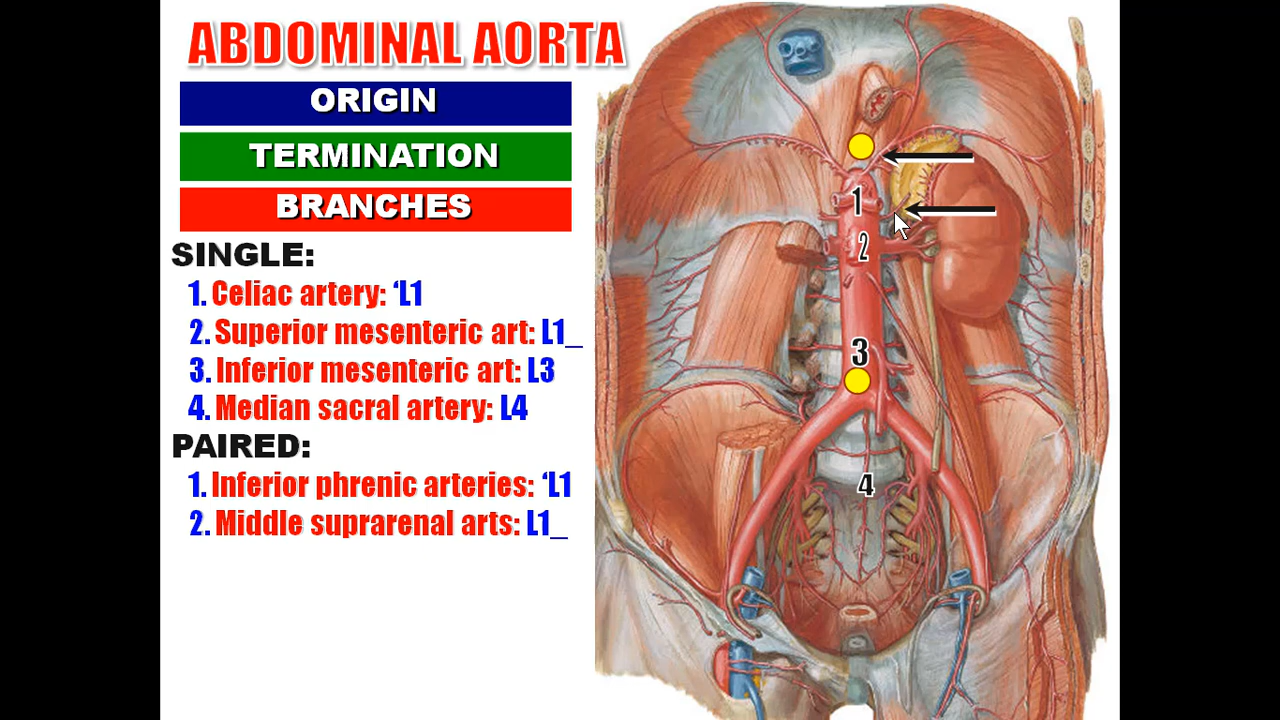 ABDOMINAL AORTA
ORIGIN
TERMINATION
BRANCHES
SINGLE:
1. Celiac artery: ‘L1
2. Superior mesenteric art: L1_
3. Inferior mesenteric art: L3
4. Median sacral artery: L4
PAIRED:
1. Inferior phrenic arteries: ‘L1
2. Middle suprarenal arts: L1_
1
2
3
4